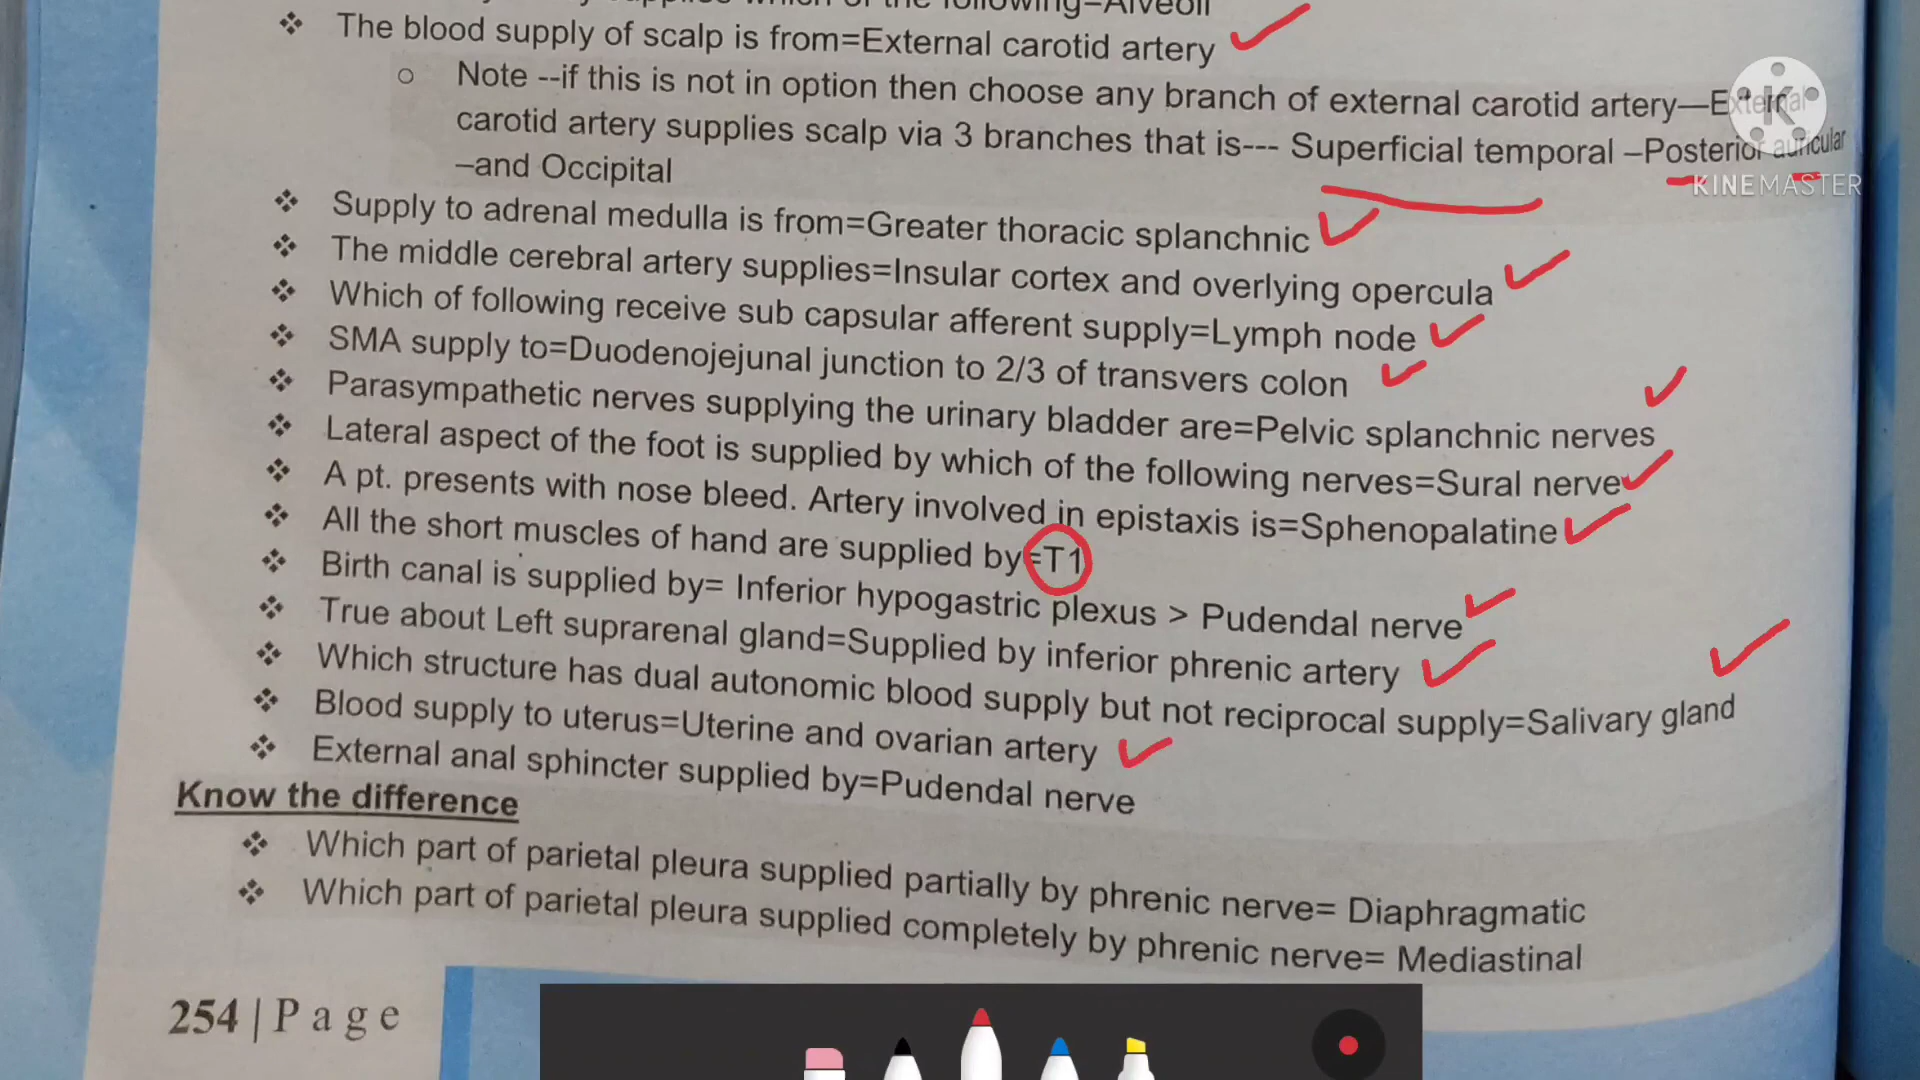 which of the following=Alveoli
❖ The blood supply of scalp is from=External carotid artery
○ Note --if this is not in option then choose any branch of external carotid artery—External
carotid artery supplies scalp via 3 branches that is--- Superficial temporal –Posterior auricular
–and Occipital
❖ Supply to adrenal medulla is from=Greater thoracic splanchnic
❖ The middle cerebral artery supplies=Insular cortex and overlying opercula
❖ Which of following receive sub capsular afferent supply=Lymph node
❖ SMA supply to=Duodenojejunal junction to 2/3 of transvers colon
❖ Parasympathetic nerves supplying the urinary bladder are=Pelvic splanchnic nerves
❖ Lateral aspect of the foot is supplied by which of the following nerves=Sural nerve
❖ A pt. presents with nose bleed. Artery involved in epistaxis is=Sphenopalatine
❖ All the short muscles of hand are supplied by=T1
❖ Birth canal is supplied by= Inferior hypogastric plexus > Pudendal nerve
❖ True about Left suprarenal gland=Supplied by inferior phrenic artery
❖ Which structure has dual autonomic blood supply but not reciprocal supply=Salivary gland
❖ Blood supply to uterus=Uterine and ovarian artery
❖ External anal sphincter supplied by=Pudendal nerve
Know the difference
❖ Which part of parietal pleura supplied partially by phrenic nerve= Diaphragmatic
❖ Which part of parietal pleura supplied completely by phrenic nerve= Mediastinal
254 | P a g e
K
KINEMASTER